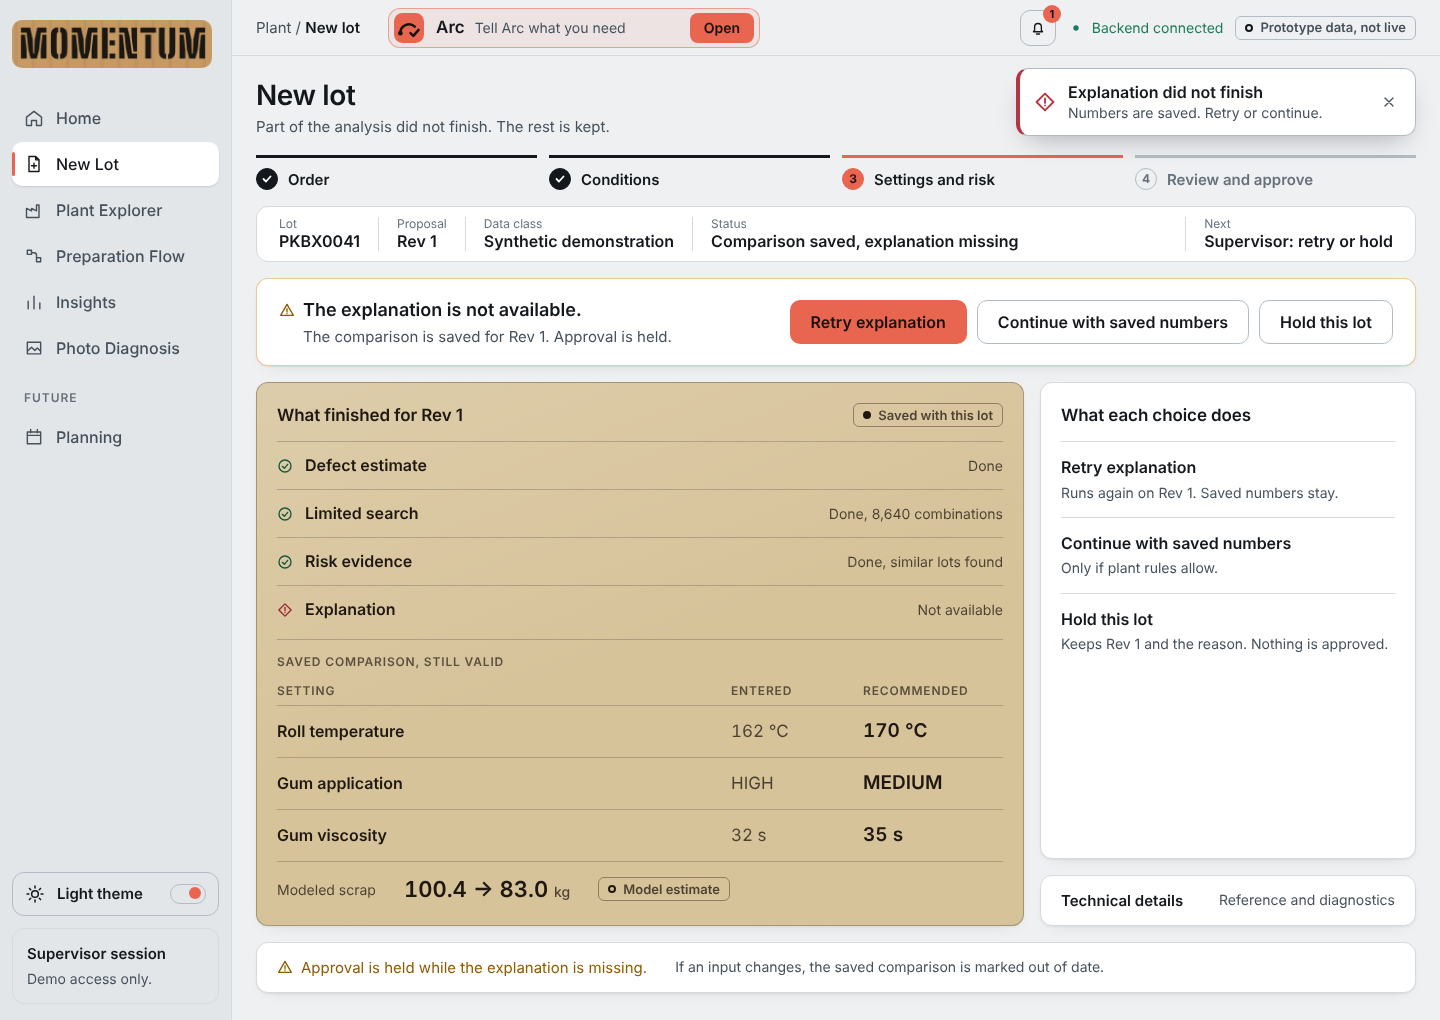 MOMENTUM
Plant / New lot
Arc Tell Arc what you need Open
1
Backend connected
Prototype data, not live
Home
New Lot
Plant Explorer
Preparation Flow
Insights
Photo Diagnosis
FUTURE
Planning
Light theme
Supervisor session
Demo access only.
New lot
Part of the analysis did not finish. The rest is kept.
Explanation did not finish
Numbers are saved. Retry or continue.
Order
Conditions
3 Settings and risk
4 Review and approve
Lot
PKBX0041
Proposal
Rev 1
Data class
Synthetic demonstration
Status
Comparison saved, explanation missing
Next
Supervisor: retry or hold
The explanation is not available.
The comparison is saved for Rev 1. Approval is held.
Retry explanation
Continue with saved numbers
Hold this lot
What finished for Rev 1
Saved with this lot
Defect estimate Done
Limited search Done, 8,640 combinations
Risk evidence Done, similar lots found
Explanation Not available
SAVED COMPARISON, STILL VALID
SETTING ENTERED RECOMMENDED
Roll temperature 162 °C 170 °C
Gum application HIGH MEDIUM
Gum viscosity 32 s 35 s
Modeled scrap 100.4 → 83.0 kg Model estimate
What each choice does
Retry explanation
Runs again on Rev 1. Saved numbers stay.
Continue with saved numbers
Only if plant rules allow.
Hold this lot
Keeps Rev 1 and the reason. Nothing is approved.
Technical details Reference and diagnostics
Approval is held while the explanation is missing. If an input changes, the saved comparison is marked out of date.